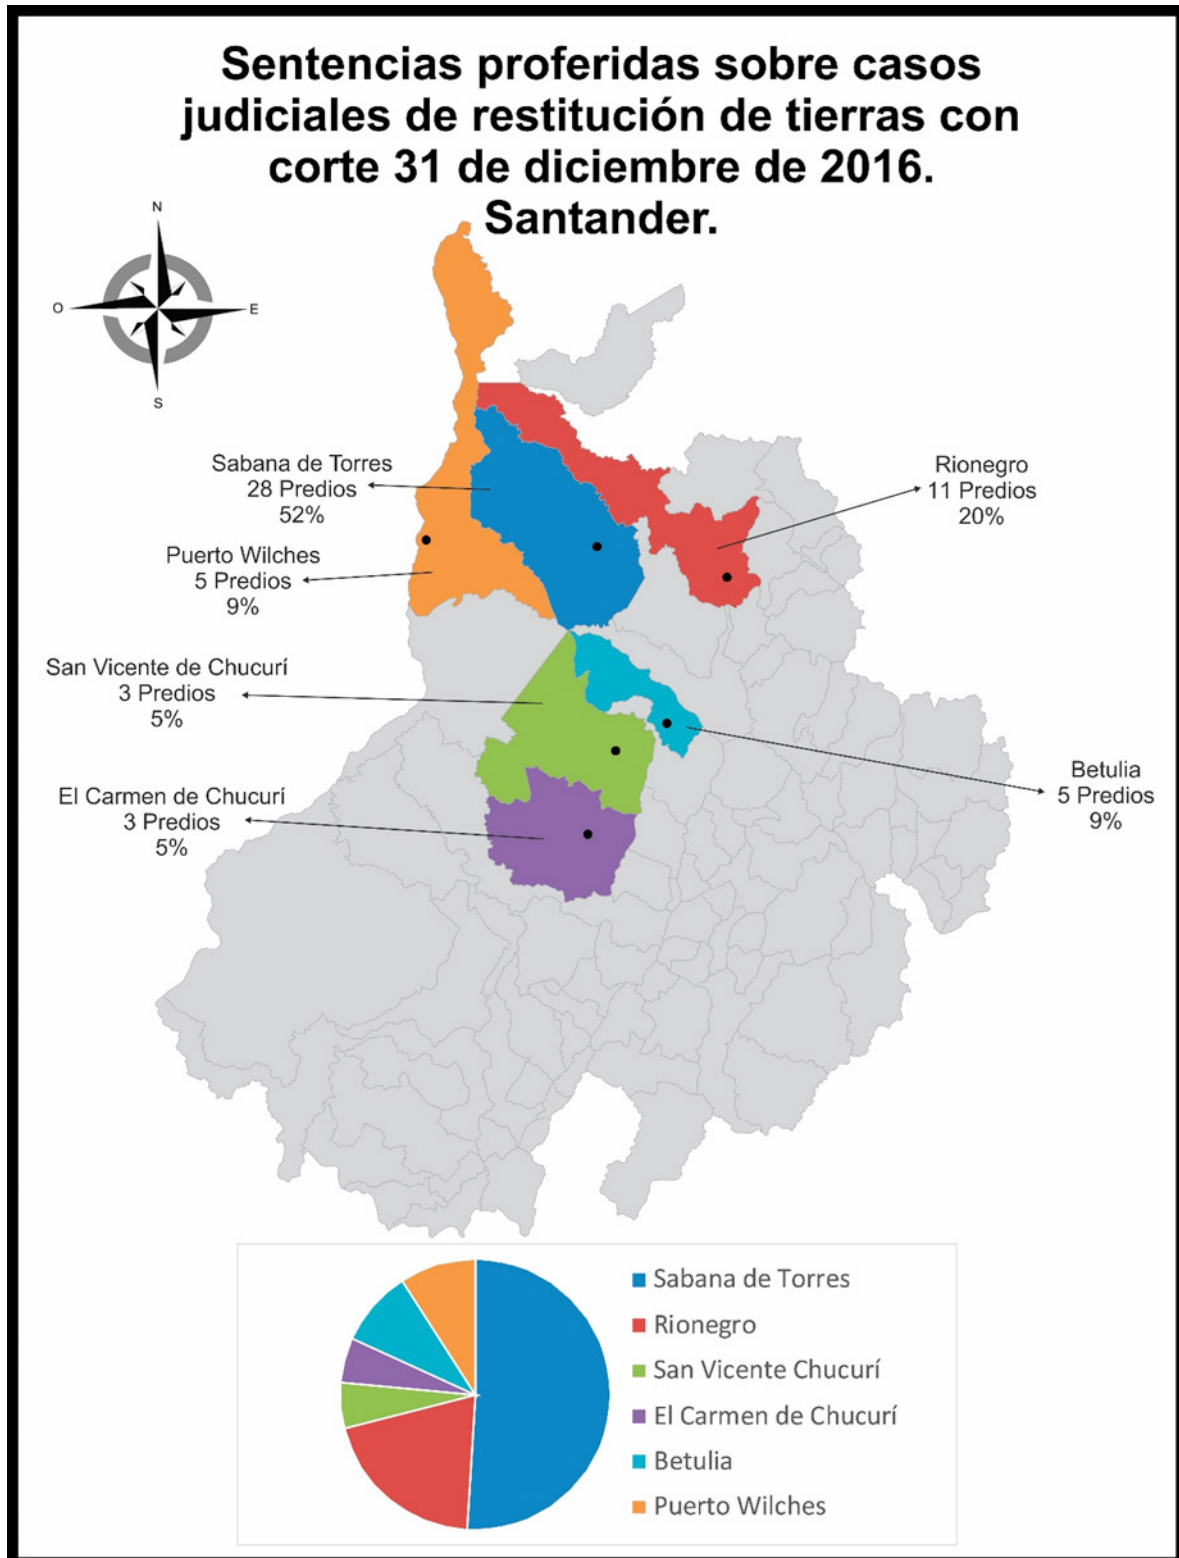 Sentencias proferidas sobre casos
judiciales de restitución de tierras con
corte 31 de diciembre de 2016.
Santander.
N
O
E
S
Sabana de Torres
28 Predios
52%
Rionegro
11 Predios
20%
Puerto Wilches
5 Predios
9%
San Vicente de Chucurí
3 Predios
5%
Betulia
5 Predios
9%
El Carmen de Chucurí
3 Predios
5%
Sabana de Torres
Rionegro
San Vicente Chucurí
El Carmen de Chucurí
Betulia
Puerto Wilches